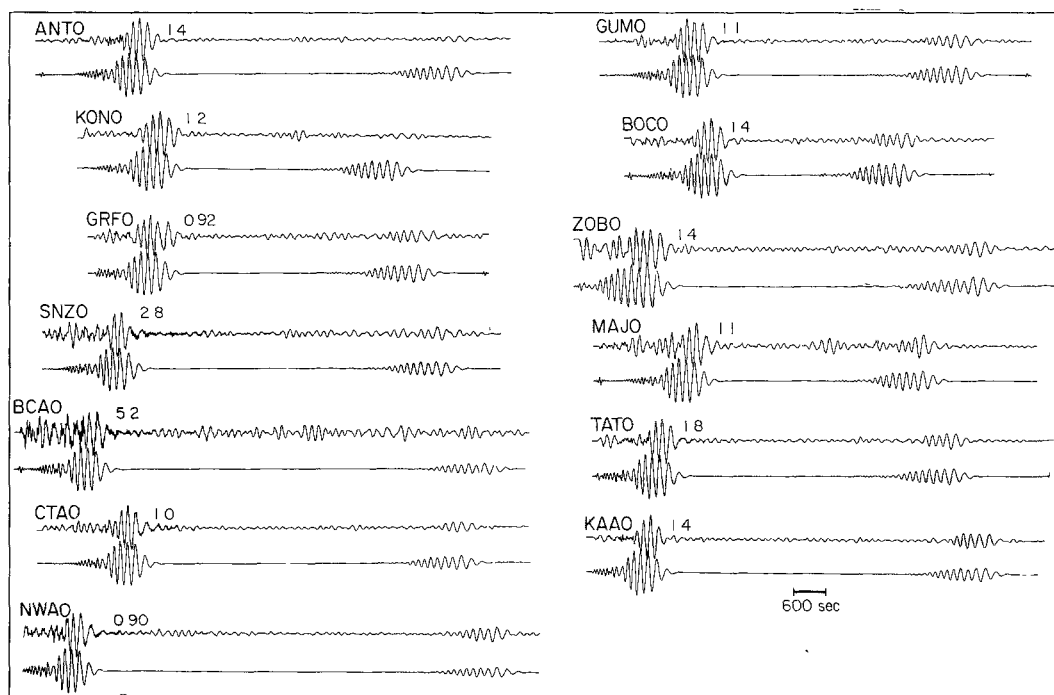 ANTO 1.4
KONO 1.2
GRFO 0.92
SNZO 2.8
BCAO 5.2
CTAO 1.0
NWAO 0.90
GUMO 1.1
BOCO 1.4
ZOBO 1.4
MAJO 1.1
TATO 1.8
KAAO 1.4
600 sec